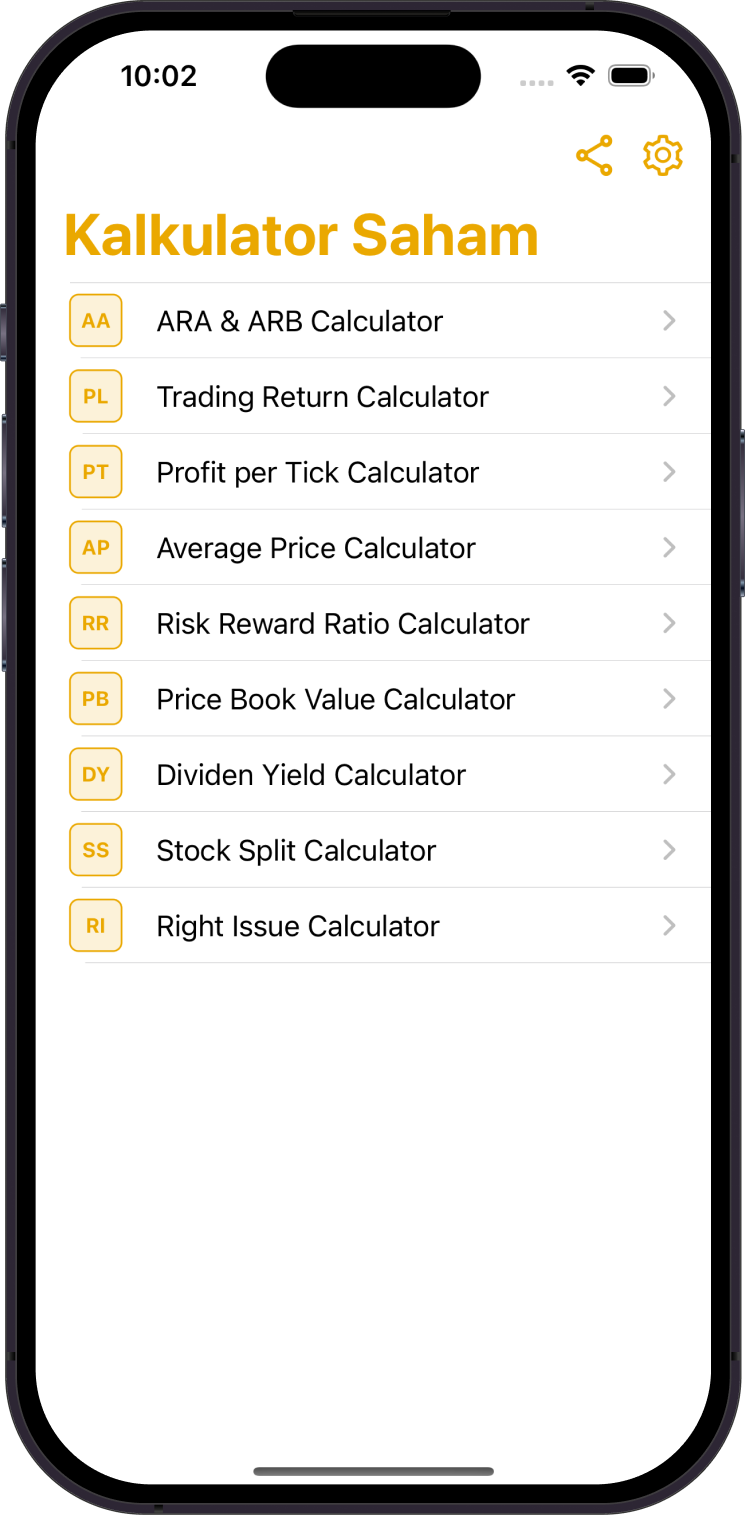 10:02
Kalkulator Saham
AA ARA & ARB Calculator
PL Trading Return Calculator
PT Profit per Tick Calculator
AP Average Price Calculator
RR Risk Reward Ratio Calculator
PB Price Book Value Calculator
DY Dividen Yield Calculator
SS Stock Split Calculator
RI Right Issue Calculator